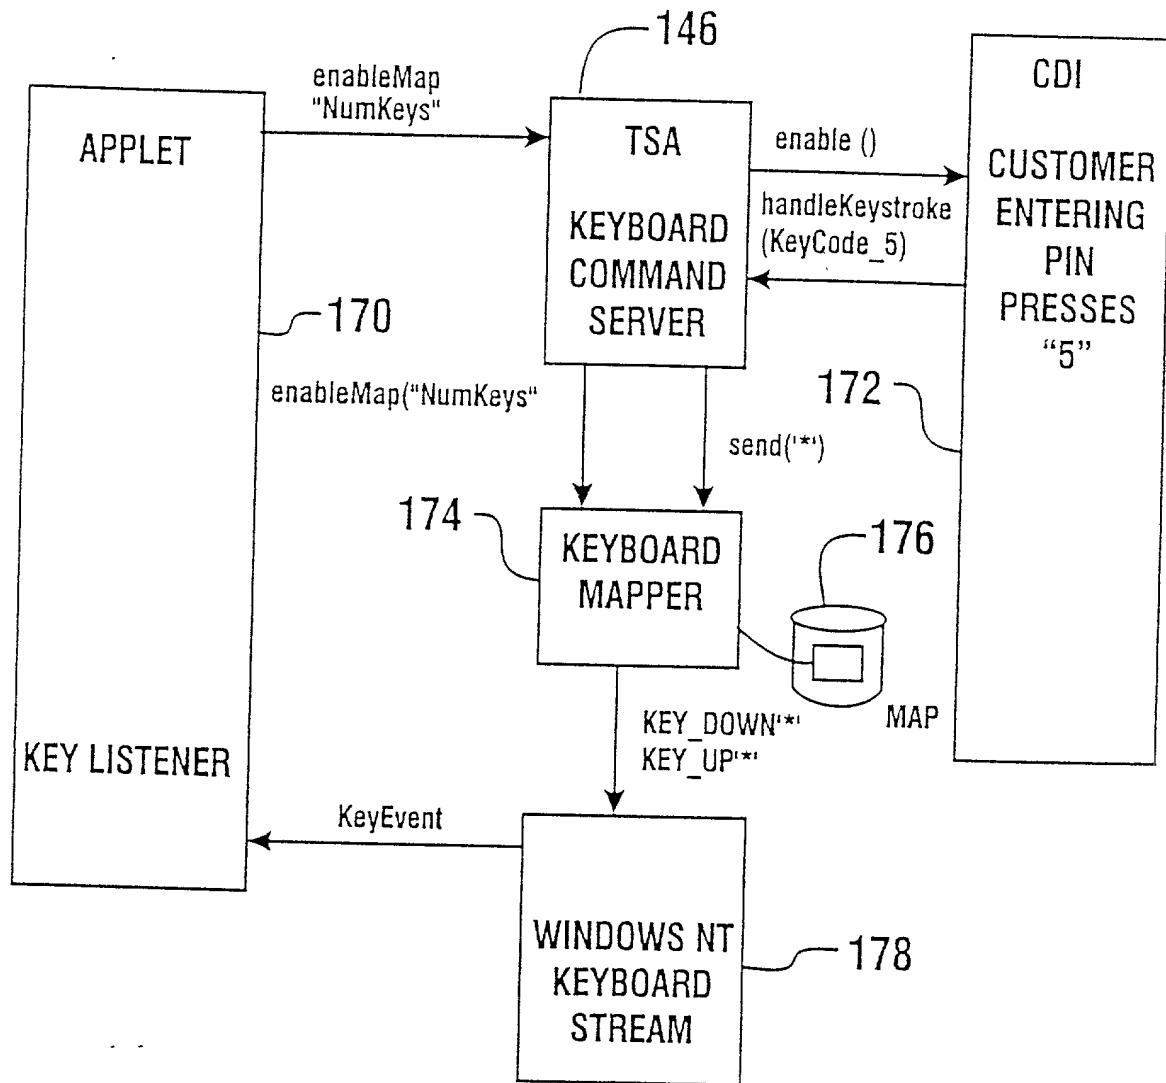 146
enableMap
"NumKeys"
APPLET
TSA
KEYBOARD
COMMAND
SERVER
enable ()
handleKeystroke
(KeyCode_5)
CDI
CUSTOMER
ENTERING
PIN
PRESSES
“5”
170
172
enableMap("NumKeys"
send('*')
174
KEYBOARD
MAPPER
176
MAP
KEY_DOWN'*'
KEY_UP'*'
KEY LISTENER
KeyEvent
WINDOWS NT
KEYBOARD
STREAM
178